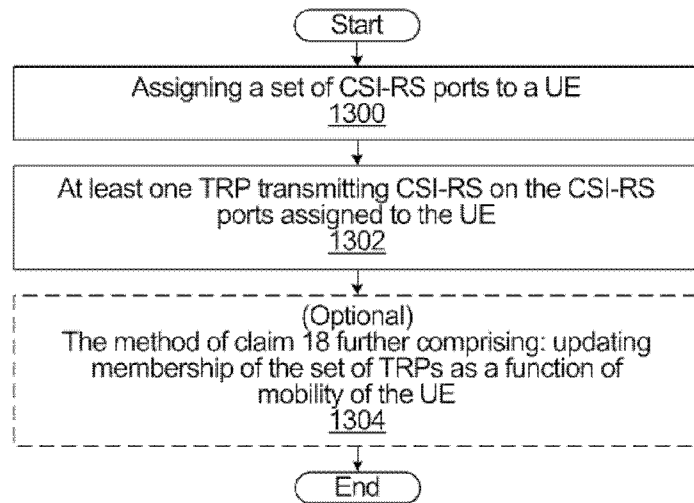 Start
Assigning a set of CSI-RS ports to a UE
1300
At least one TRP transmitting CSI-RS on the CSI-RS
ports assigned to the UE
1302
(Optional)
The method of claim 18 further comprising: updating
membership of the set of TRPs as a function of
mobility of the UE
1304
End